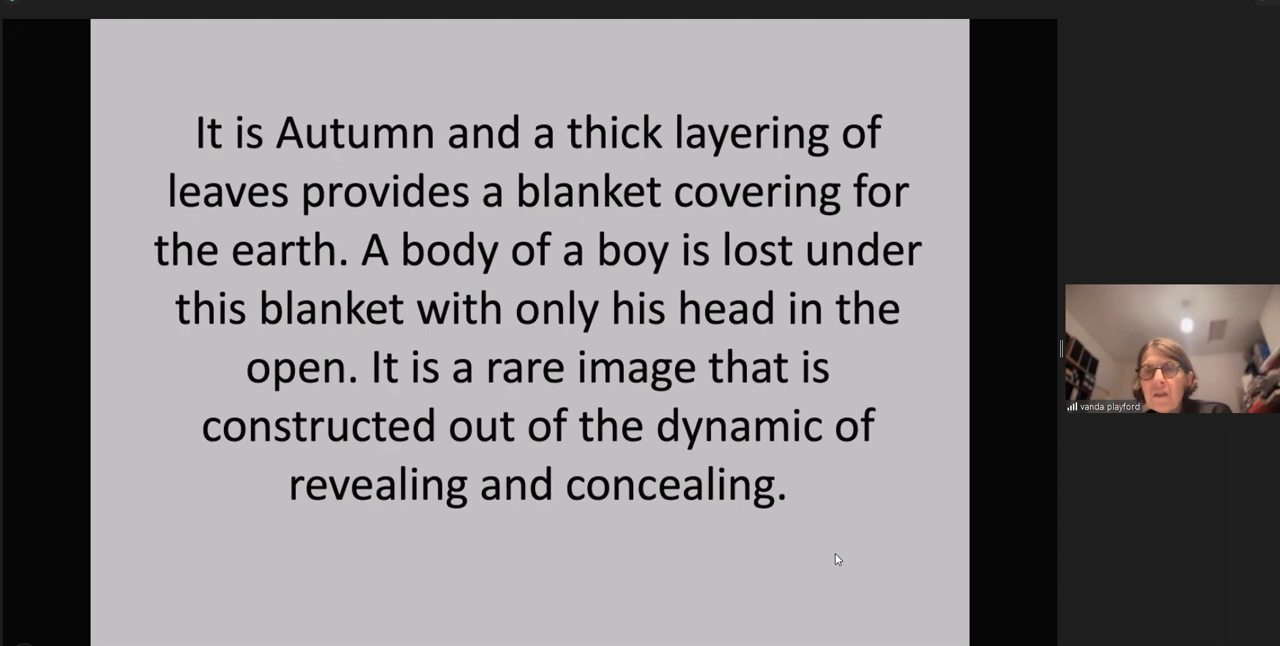 It is Autumn and a thick layering of
leaves provides a blanket covering for
the earth. A body of a boy is lost under
this blanket with only his head in the
open. It is a rare image that is
constructed out of the dynamic of
revealing and concealing.
vanda playford